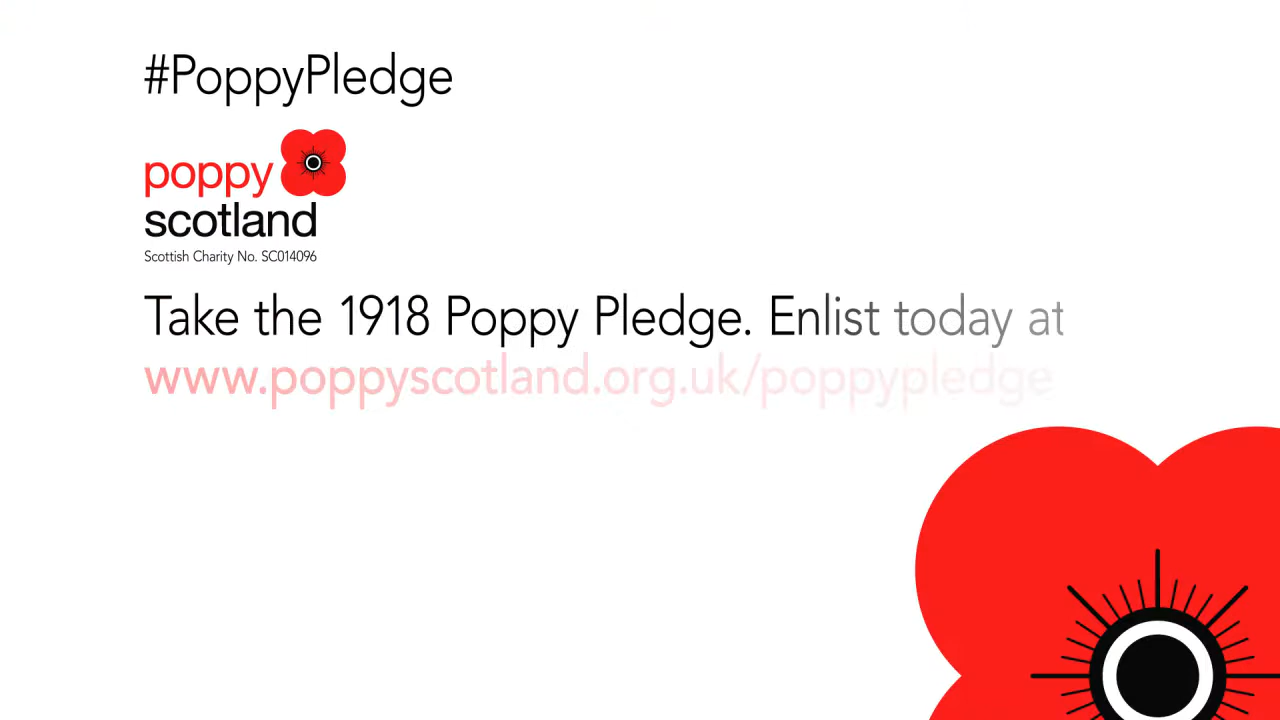 #PoppyPledge
poppy
scotland
Scottish Charity No. SC014096
Take the 1918 Poppy Pledge. Enlist today at
www.poppyscotland.org.uk/poppypledge